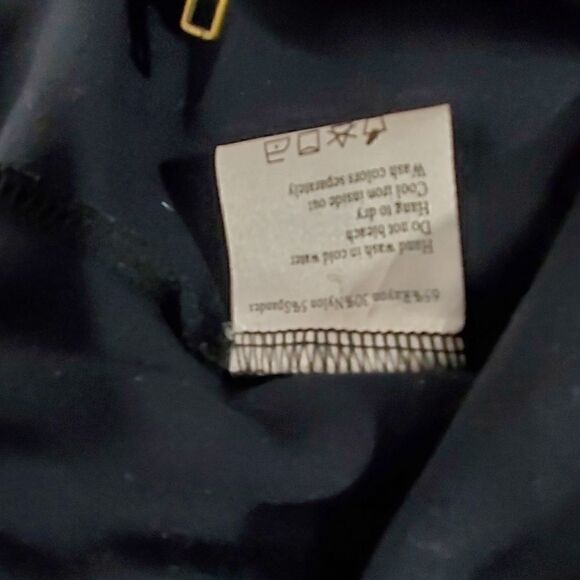 65%Rayon 30%Nylon 5%Spandex
Hand wash in cold water
Do not bleach
Hang to dry
Cool iron inside out
Wash colors separately